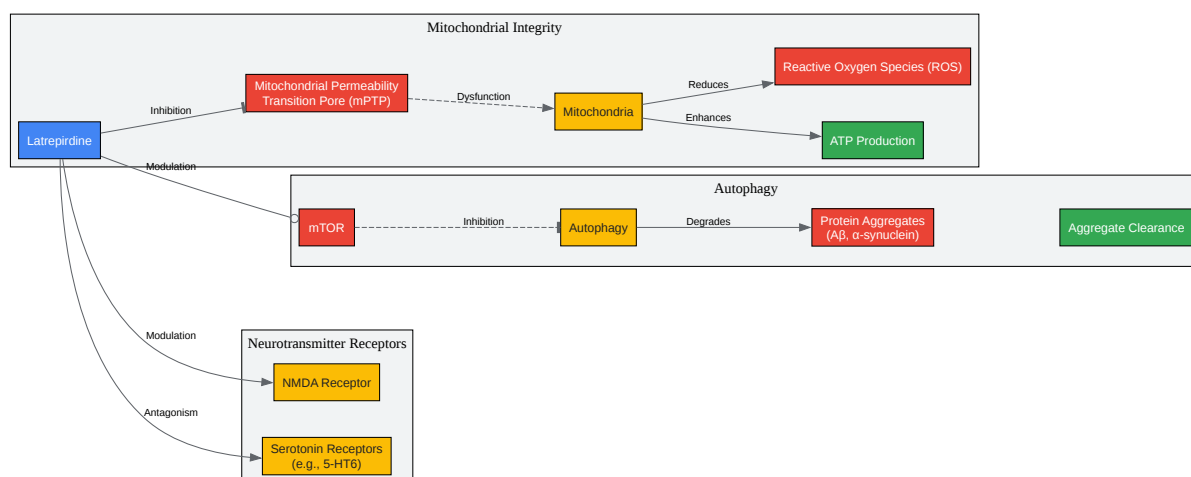 Mitochondrial Integrity
Latrepirdine
Inhibition
Mitochondrial Permeability
Transition Pore (mPTP)
Dysfunction
Mitochondria
Reduces
Reactive Oxygen Species (ROS)
Enhances
ATP Production
Modulation
Autophagy
mTOR
Inhibition
Autophagy
Degrades
Protein Aggregates
(Aβ, α-synuclein)
Aggregate Clearance
Modulation
Neurotransmitter Receptors
NMDA Receptor
Antagonism
Serotonin Receptors
(e.g., 5-HT6)